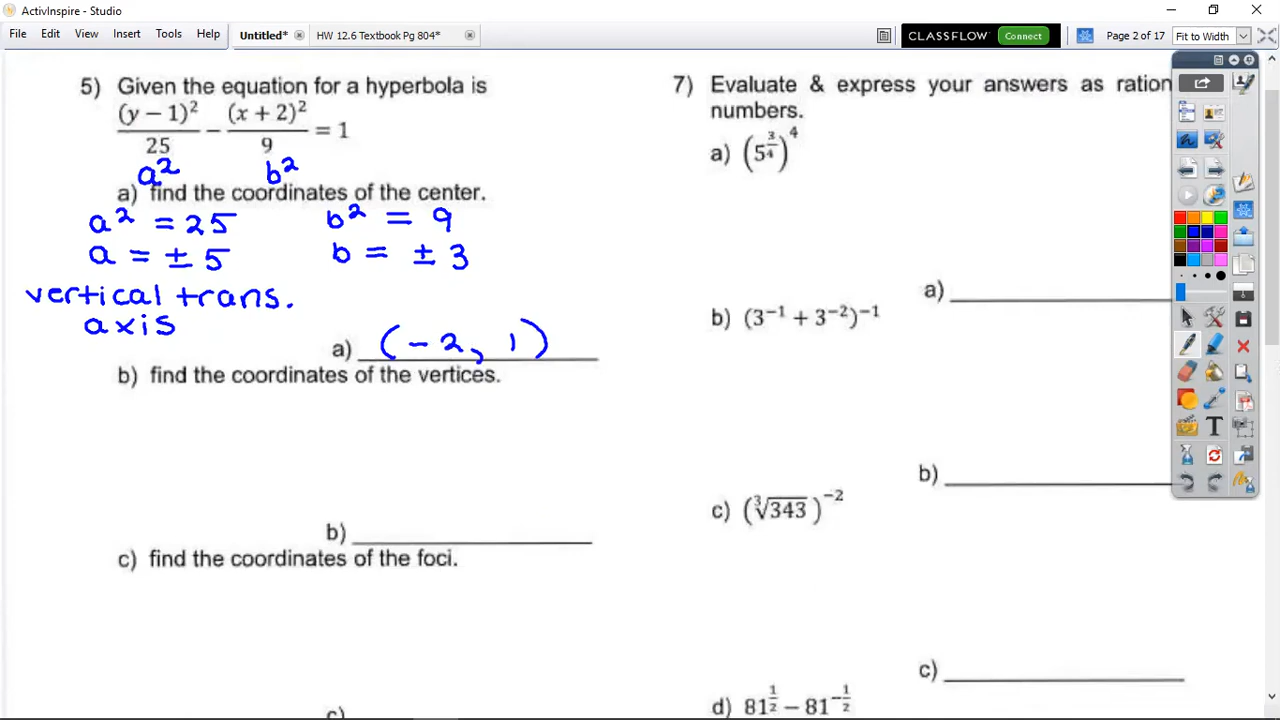 ActivInspire - Studio
File Edit View Insert Tools Help Untitled* HW 12.6 Textbook Pg 804* CLASSFLOW Connect Page 2 of 17 Fit to Width
5) Given the equation for a hyperbola is
(y − 1)²/25 − (x + 2)²/9 = 1
a² b²
a) find the coordinates of the center.
a² = 25 b² = 9
a = ± 5 b = ± 3
vertical trans.
axis
a) (-2, 1)
b) find the coordinates of the vertices.
b)
c) find the coordinates of the foci.
c)
7) Evaluate & express your answers as ration
numbers.
a) (5^(3/4))^4
a)
b) (3⁻¹ + 3⁻²)⁻¹
b)
c) (∛343)⁻²
c)
d) 81^(1/2) − 81^(−1/2)
T